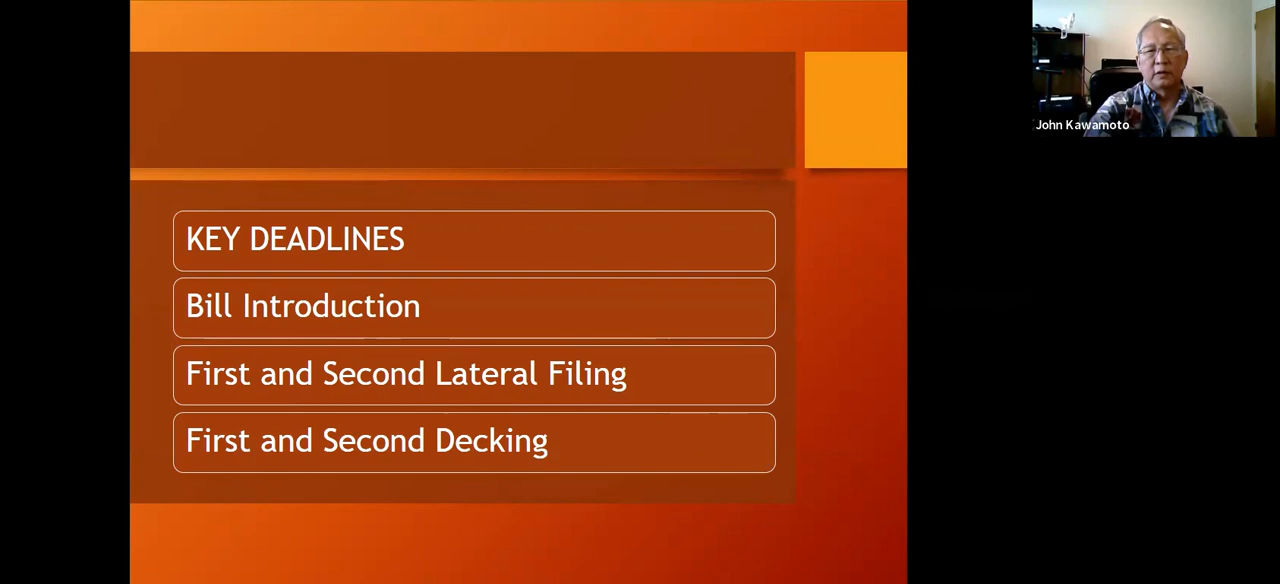 John Kawamoto
KEY DEADLINES
Bill Introduction
First and Second Lateral Filing
First and Second Decking